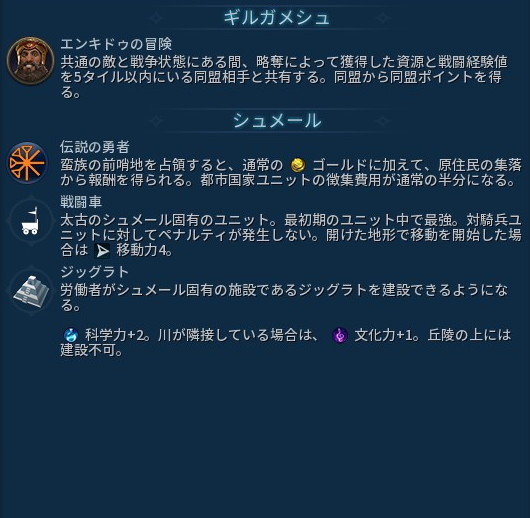 ギルガメシュ
エンキドゥの冒険
共通の敵と戦争状態にある間、略奪によって獲得した資源と戦闘経験値
を5タイル以内にいる同盟相手と共有する。同盟から同盟ポイントを得
る。
シュメール
伝説の勇者
蛮族の前哨地を占領すると、通常の ゴールドに加えて、原住民の集落
から報酬を得られる。都市国家ユニットの徴集費用が通常の半分になる。
戦闘車
太古のシュメール固有のユニット。最初期のユニット中で最強。対騎兵ユ
ニットに対してペナルティが発生しない。開けた地形で移動を開始した場
合は 移動力4。
ジッグラト
労働者がシュメール固有の施設であるジッグラトを建設できるようにな
る。
科学力+2。川が隣接している場合は、 文化力+1。丘陵の上には
建設不可。